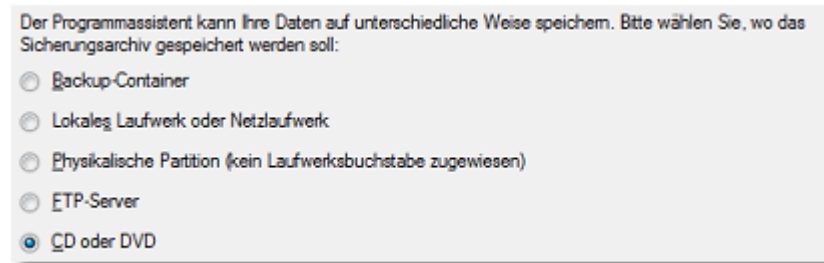 Der Programmassistent kann Ihre Daten auf unterschiedliche Weise speichern. Bitte wählen Sie, wo das
Sicherungsarchiv gespeichert werden soll:
Backup-Container
Lokales Laufwerk oder Netzlaufwerk
Physikalische Partition (kein Laufwerksbuchstabe zugewiesen)
FTP-Server
CD oder DVD